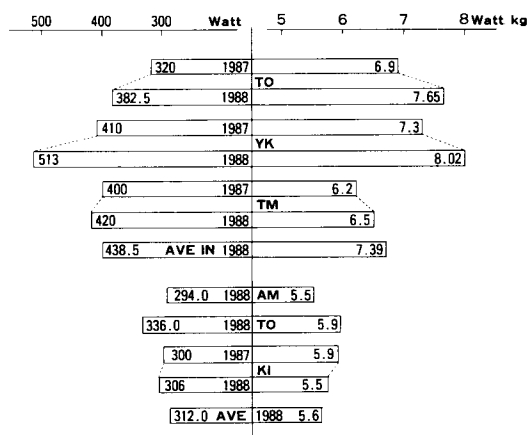 500 400 300 Watt 5 6 7 8 Watt kg
320 1987 6.9
TO
382.5 1988 7.65
410 1987 7.3
YK
513 1988 8.02
400 1987 6.2
TM
420 1988 6.5
438.5 AVE IN 1988 7.39
294.0 1988 AM 5.5
336.0 1988 TO 5.9
300 1987 5.9
KI
306 1988 5.5
312.0 AVE 1988 5.6